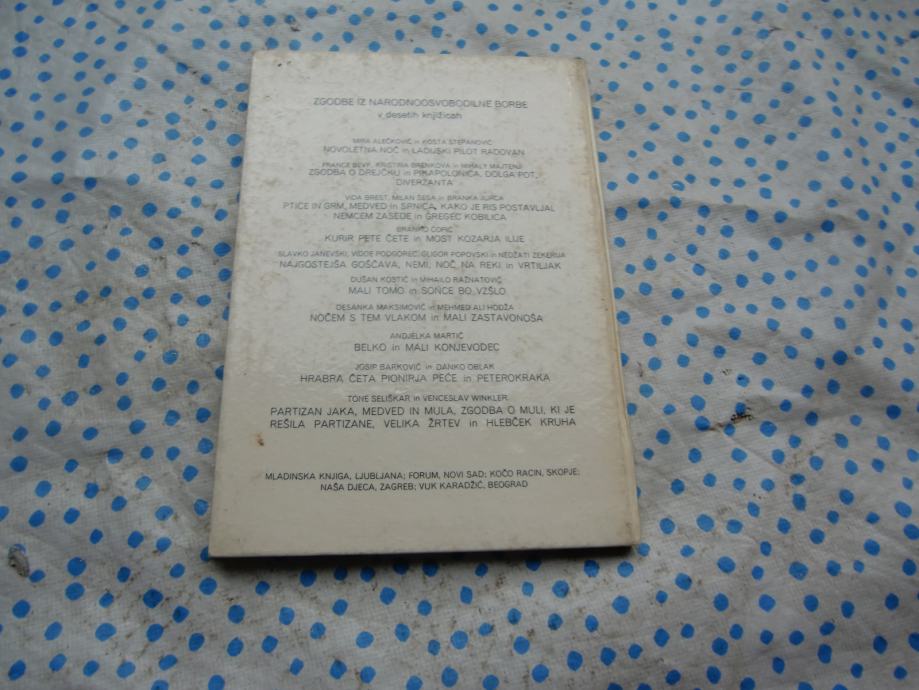 ZGODBE IZ NARODNOOSVOBODILNE BORBE
v desetih knjižicah
MIRA ALEČKOVIĆ in KOSTA STEPANOVIĆ
NOVOLETNA NOČ in LADIJSKI PILOT RADOVAN
FRANCE BEVK, KRISTINA BRENKOVA in MIHALY MAJTENJI
ZGODBA O DREJČKU in PIKAPOLONICA, DOLGA POT,
DIVERZANTA
VIDA BREST, MILAN ŠEGA in BRANKA JURCA
PTIČE IN GRM, MEDVED in SRNICA, KAKO JE RIS POSTAVLJAL
NEMCEM ZASEDE in GREGEC KOBILICA
BRANKO ĆOPIĆ
KURIR PETE ČETE in MOST KOZARJA ILIJE
SLAVKO JANEVSKI, VIDOE PODGOREC, GLIGOR POPOVSKI in NEDŽATI ZEKERIJA
NAJGOSTEJŠA GOŠČAVA, NEMI, NOČ NA REKI in VRTILJAK
DUŠAN KOSTIĆ in MIHAILO RAŽNATOVIĆ
MALI TOMO in SONCE BO VZŠLO
DESANKA MAKSIMOVIĆ in MEHMED ALI HODŽA
NOČEM S TEM VLAKOM in MALI ZASTAVONOŠA
ANDJELKA MARTIĆ
BELKO in MALI KONJEVODEC
JOSIP BARKOVIĆ in DANKO OBLAK
HRABRA ČETA PIONIRJA PEĆE in PETEROKRAKA
TONE SELIŠKAR in VENCESLAV WINKLER
PARTIZAN JAKA, MEDVED IN MULA, ZGODBA O MULI, KI JE
REŠILA PARTIZANE, VELIKA ŽRTEV in HLEBČEK KRUHA
MLADINSKA KNJIGA, LJUBLJANA; FORUM, NOVI SAD; KOČO RACIN, SKOPJE;
NAŠA DJECA, ZAGREB; VUK KARADŽIĆ, BEOGRAD